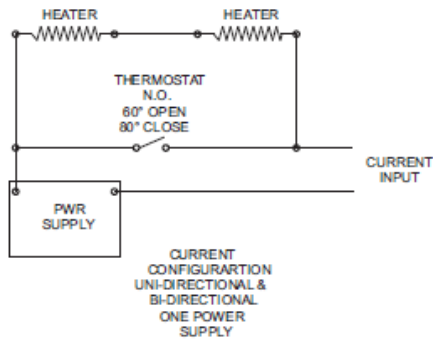 HEATER
HEATER
THERMOSTAT
N.O.
60° OPEN
80° CLOSE
CURRENT
INPUT
PWR
SUPPLY
CURRENT
CONFIGURARTION
UNI-DIRECTIONAL &
BI-DIRECTIONAL
ONE POWER
SUPPLY